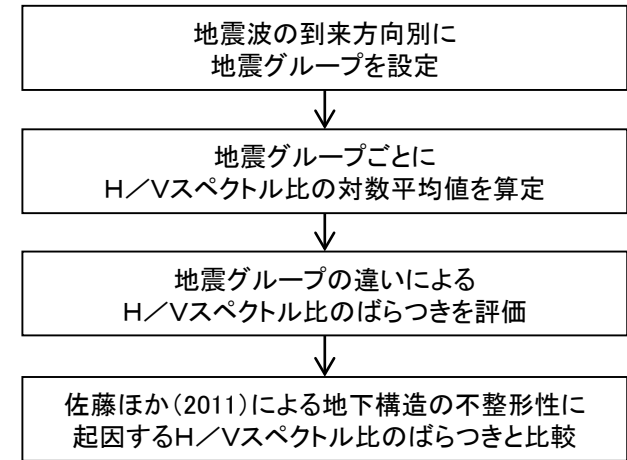 地震波の到来方向別に
地震グループを設定
地震グループごとに
Ｈ／Ｖスペクトル比の対数平均値を算定
地震グループの違いによる
Ｈ／Ｖスペクトル比のばらつきを評価
佐藤ほか（2011）による地下構造の不整形性に
起因するＨ／Ｖスペクトル比のばらつきと比較